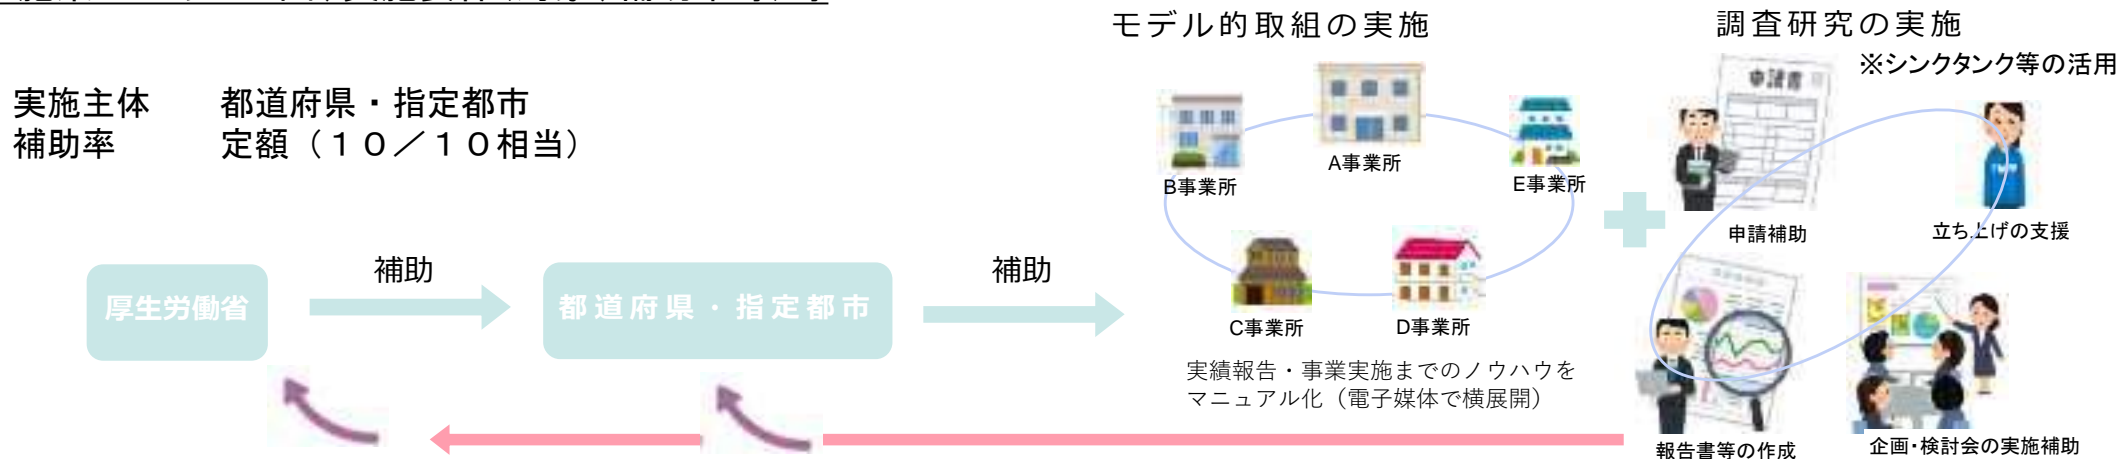 モデル的取組の実施
調査研究の実施
※シンクタンク等の活用
実施主体 都道府県・指定都市
補助率 定額（１０／１０相当）
申請書
A事業所
B事業所
E事業所
C事業所
D事業所
申請補助
立ち上げの支援
厚生労働省
補助
都道府県・指定都市
補助
実績報告・事業実施までのノウハウを
マニュアル化（電子媒体で横展開）
報告書等の作成
企画・検討会の実施補助